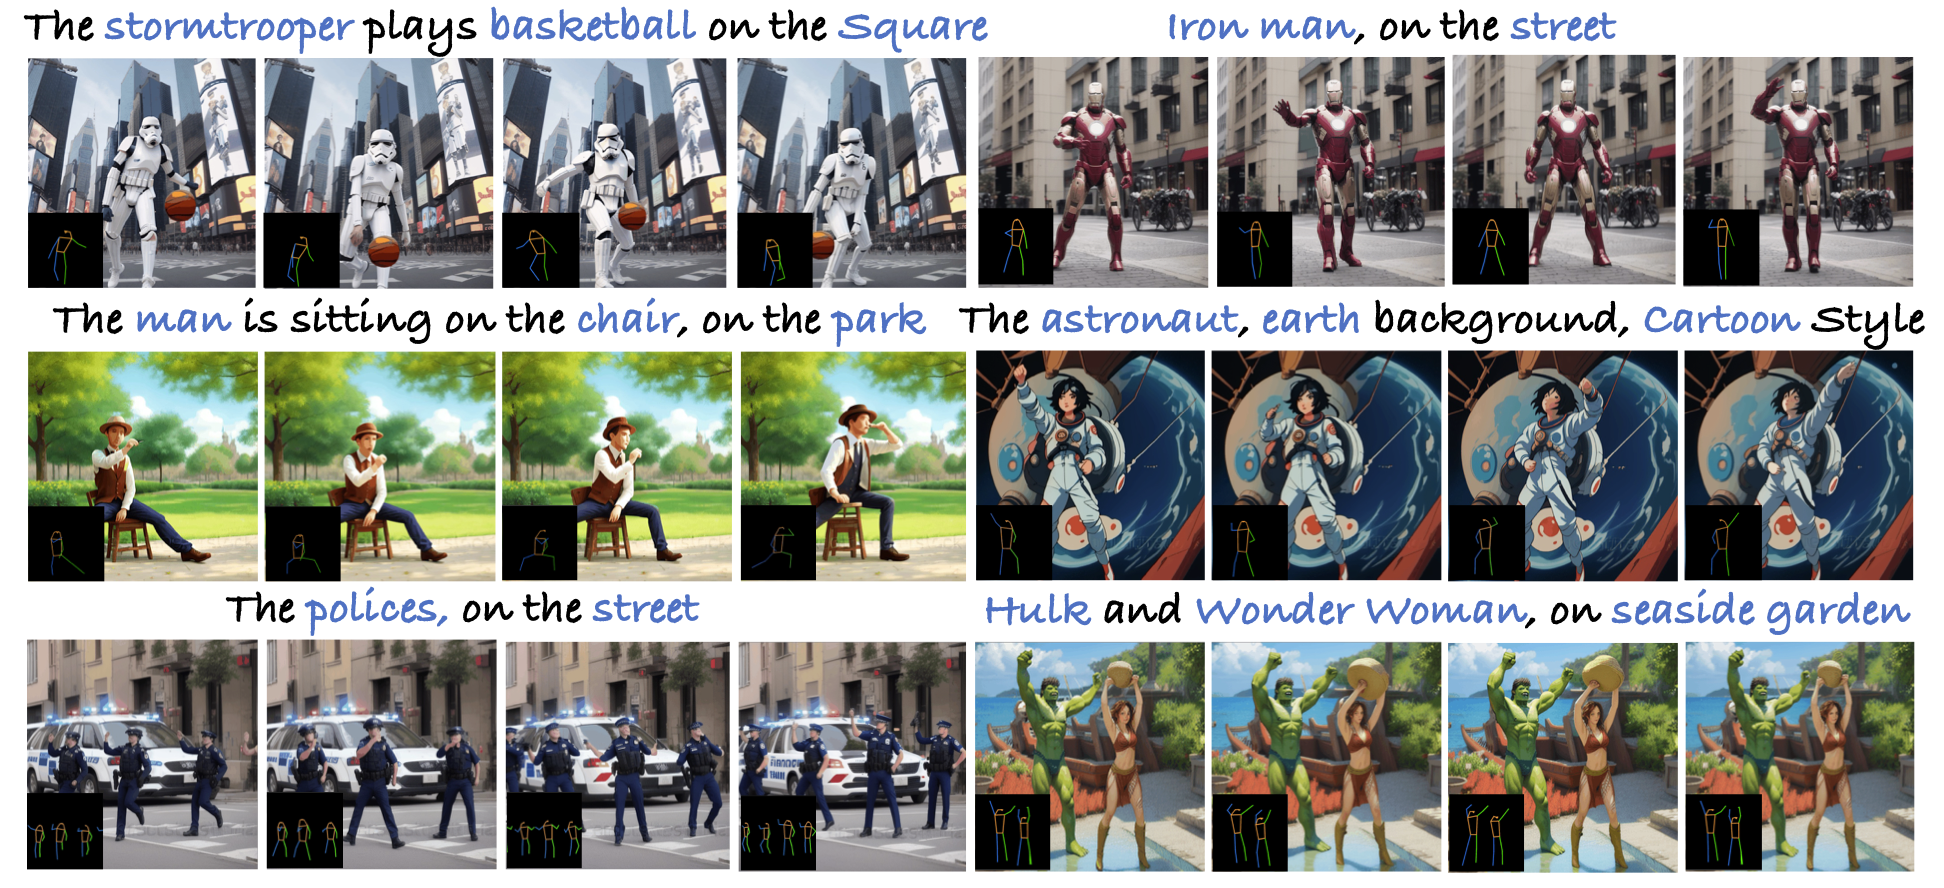 The stormtrooper plays basketball on the Square
Iron man, on the street
The man is sitting on the chair, on the park
The astronaut, earth background, Cartoon Style
The polices, on the street
Hulk and Wonder Woman, on seaside garden